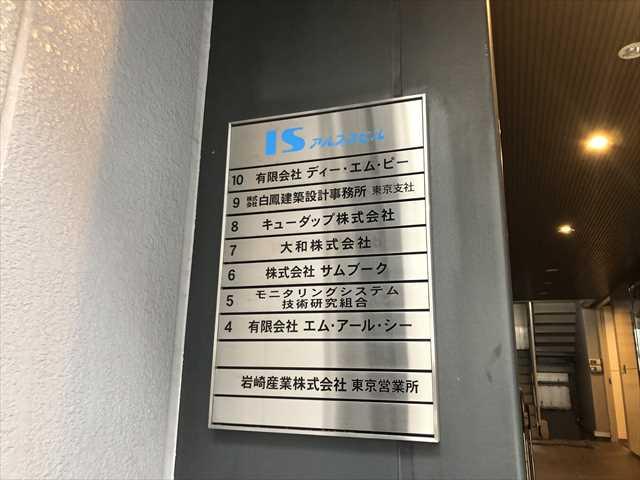 IS アルプスビル
10 有限会社 ディー・エム・ピー
9 株式会社 白鳳建築設計事務所 東京支社
8 キューダップ株式会社
7 大和株式会社
6 株式会社 サムブーク
5 モニタリングシステム
技術研究組合
4 有限会社 エム・アール・シー
岩崎産業株式会社 東京営業所